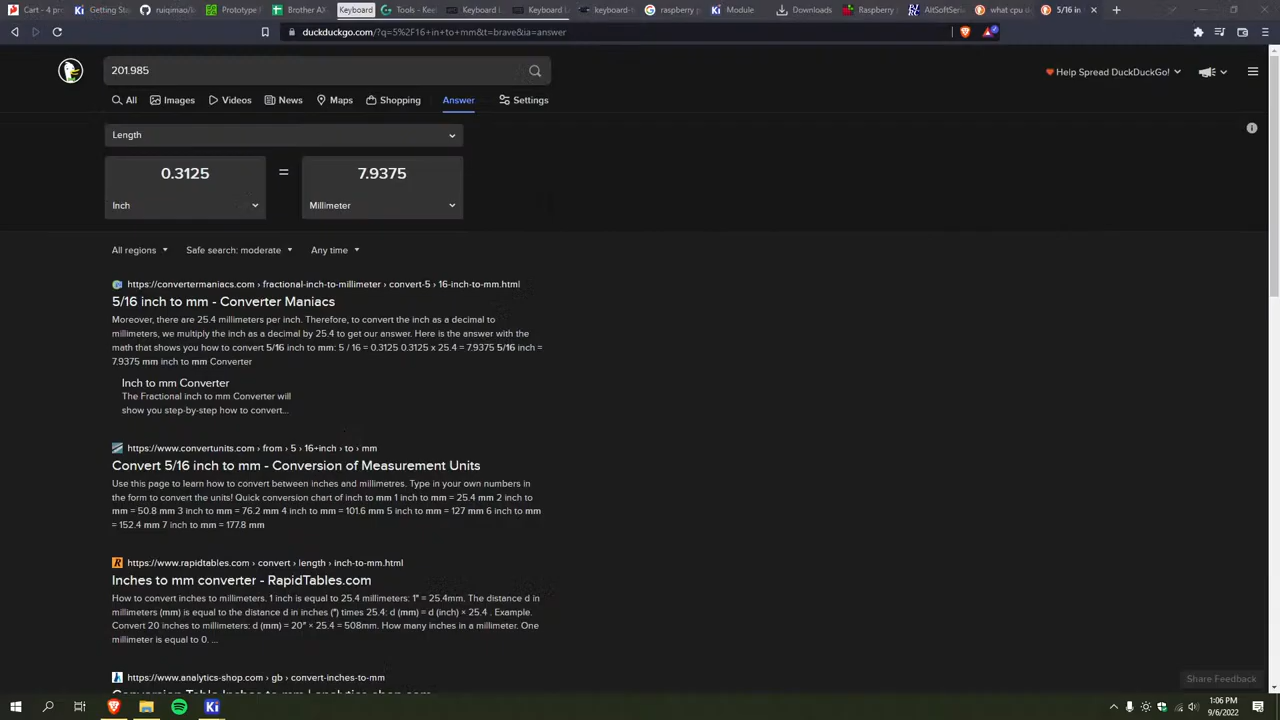 Cart - 4 pro
ruiqimao/k
Prototype P
Brother AX
Keyboard
Tools - Kee
Keyboard L
Keyboard L
keyboard-t
raspberry p
Module
Downloads
Raspberry
AltSoftSeri
what cpu d
5/16 in
duckduckgo.com/?q=5%2F16+in+to+mm&t=brave&ia=answer
201.985
Help Spread DuckDuckGo!
All
Images
Videos
News
Maps
Shopping
Answer
Settings
Length
0.3125
=
7.9375
Inch
Millimeter
All regions
Safe search: moderate
Any time
https://convertermaniacs.com › fractional-inch-to-millimeter › convert-5 › 16-inch-to-mm.html
5/16 inch to mm - Converter Maniacs
Moreover, there are 25.4 millimeters per inch. Therefore, to convert the inch as a decimal to
millimeters, we multiply the inch as a decimal by 25.4 to get our answer. Here is the answer with the
math that shows you how to convert 5/16 inch to mm: 5 / 16 = 0.3125 0.3125 x 25.4 = 7.9375 5/16 inch =
7.9375 mm inch to mm Converter
Inch to mm Converter
The Fractional inch to mm Converter will
show you step-by-step how to convert...
https://www.convertunits.com › from › 5 › 16+inch › to › mm
Convert 5/16 inch to mm - Conversion of Measurement Units
Use this page to learn how to convert between inches and millimetres. Type in your own numbers in
the form to convert the units! Quick conversion chart of inch to mm 1 inch to mm = 25.4 mm 2 inch to
mm = 50.8 mm 3 inch to mm = 76.2 mm 4 inch to mm = 101.6 mm 5 inch to mm = 127 mm 6 inch to mm
= 152.4 mm 7 inch to mm = 177.8 mm
https://www.rapidtables.com › convert › length › inch-to-mm.html
Inches to mm converter - RapidTables.com
How to convert inches to millimeters. 1 inch is equal to 25.4 millimeters: 1″ = 25.4mm. The distance d in
millimeters (mm) is equal to the distance d in inches (″) times 25.4: d (mm) = d (inch) × 25.4 . Example.
Convert 20 inches to millimeters: d (mm) = 20″ × 25.4 = 508mm. How many inches in a millimeter. One
millimeter is equal to 0. ...
https://www.analytics-shop.com › gb › convert-inches-to-mm
Conversion Table Inches to mm | analytics-shop.com
Share Feedback
1:06 PM